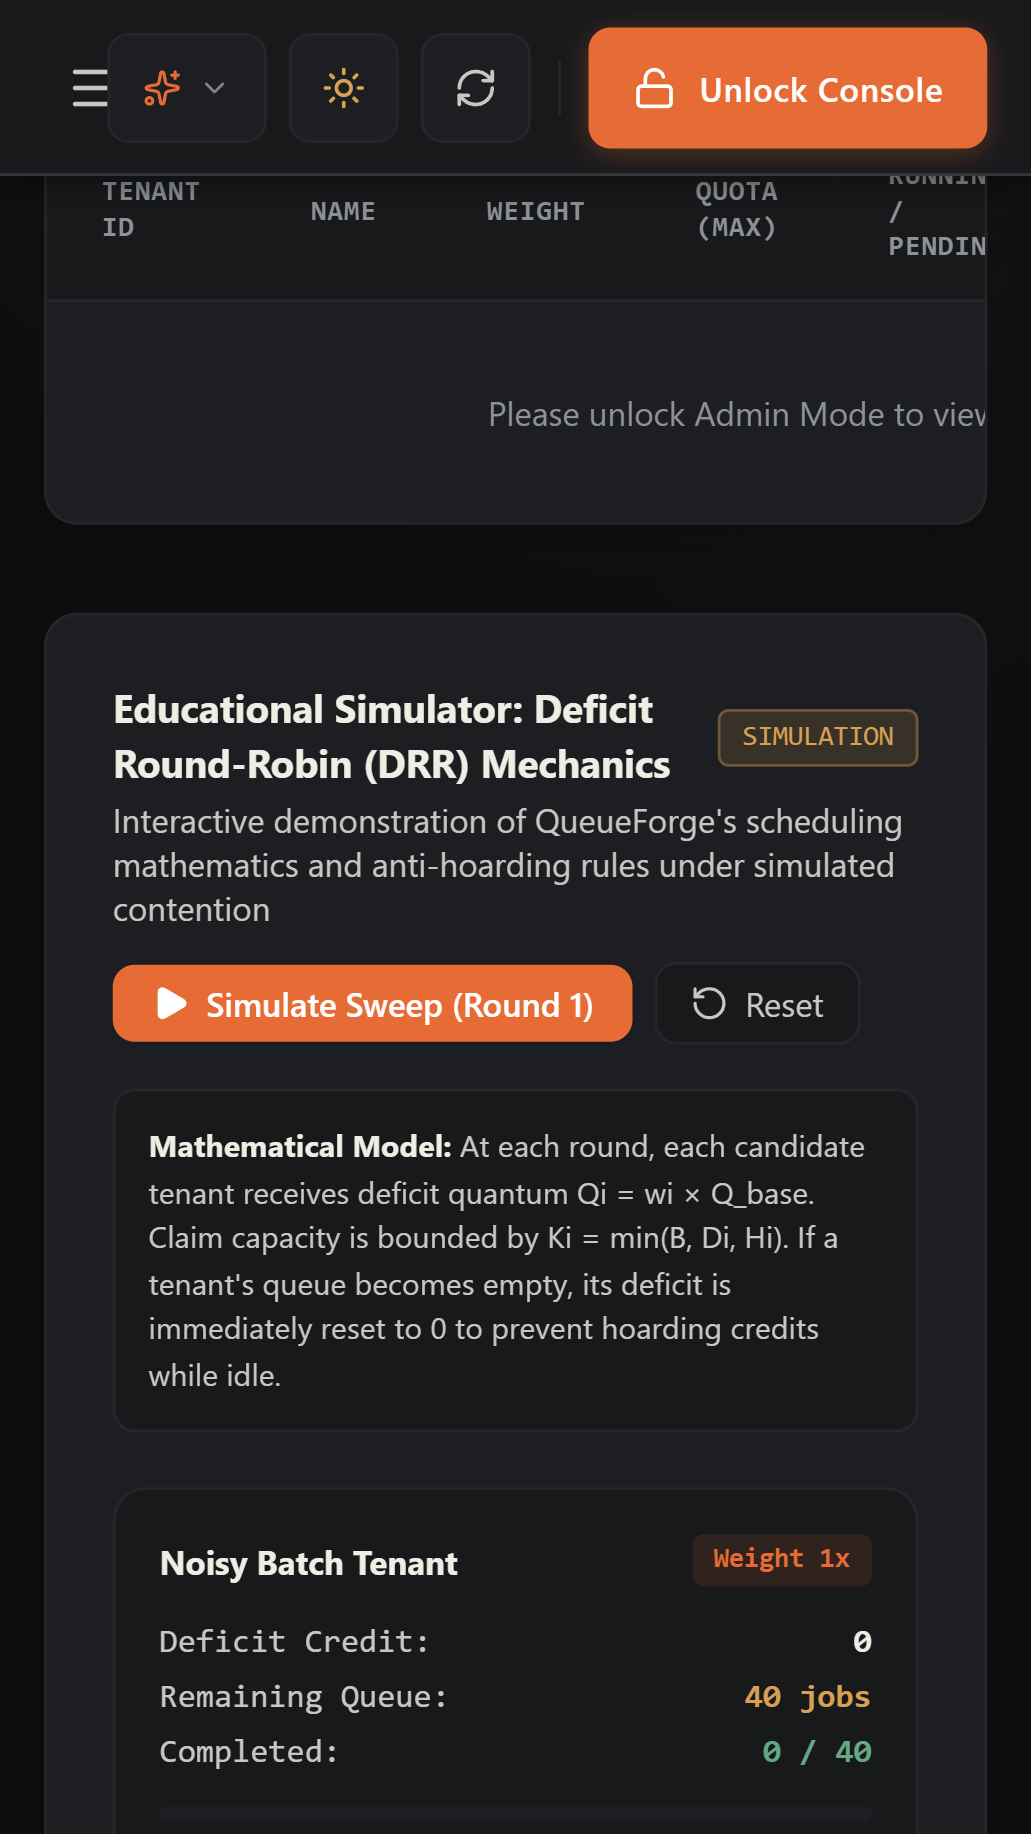 Unlock Console
TENANT
ID
NAME
WEIGHT
QUOTA
(MAX)
/
Please unlock Admin Mode to
Educational Simulator: Deficit
Round-Robin (DRR) Mechanics
SIMULATION
Interactive demonstration of QueueForge's scheduling
mathematics and anti-hoarding rules under simulated
contention
Simulate Sweep (Round 1)
Reset
Mathematical Model: At each round, each candidate
tenant receives deficit quantum Qi = wi × Q_base.
Claim capacity is bounded by Ki = min(B, Di, Hi). If a
tenant's queue becomes empty, its deficit is
immediately reset to 0 to prevent hoarding credits
while idle.
Noisy Batch Tenant
Weight 1x
Deficit Credit: 0
Remaining Queue: 40 jobs
Completed: 0 / 40